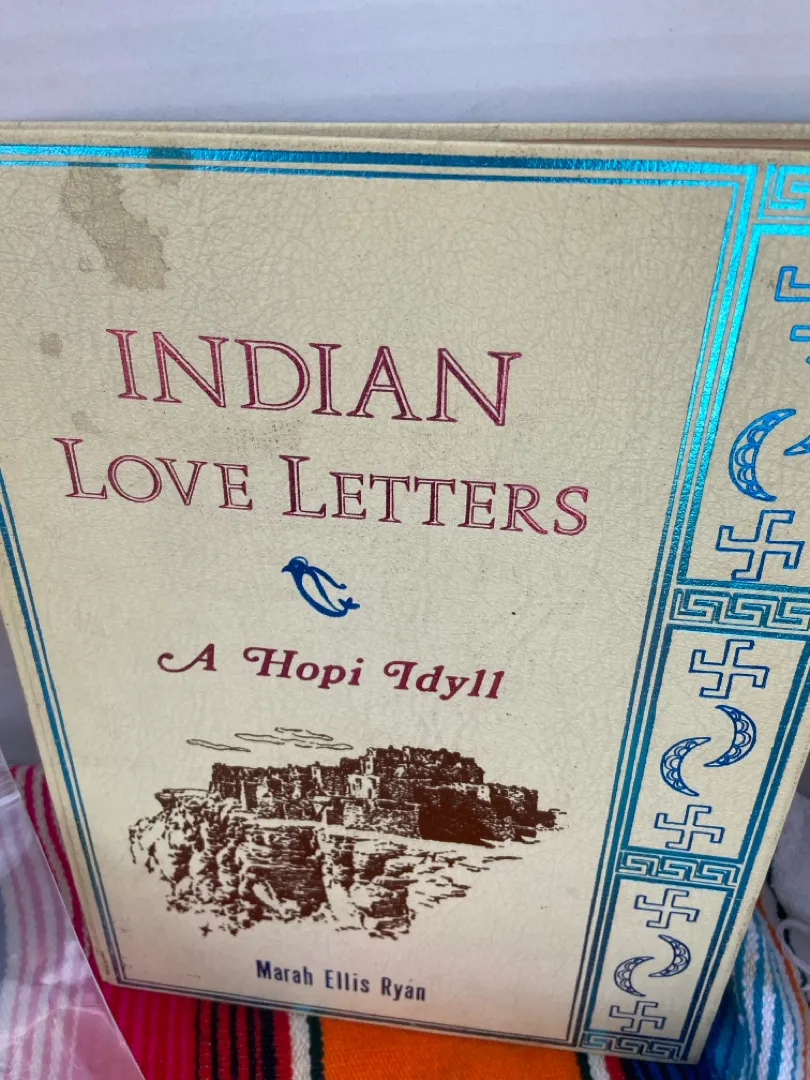 INDIAN
LOVE LETTERS
A Hopi Idyll
Marah Ellis Ryan